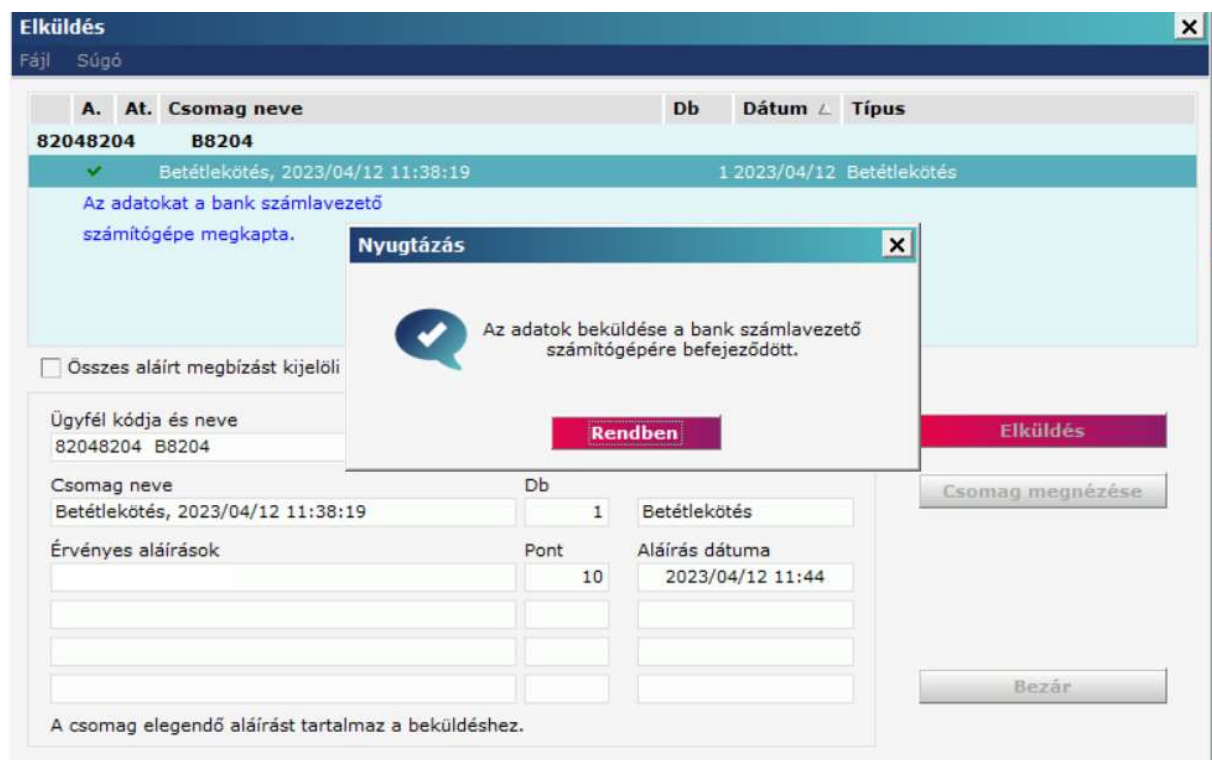 Elküldés
Fájl Súgó
A. At. Csomag neve Db Dátum Típus
82048204 B8204
Betétlekötés, 2023/04/12 11:38:19 1 2023/04/12 Betétlekötés
Az adatokat a bank számlavezető
számítógépe megkapta.
Nyugtázás
Az adatok beküldése a bank számlavezető
számítógépére befejeződött.
Rendben
Összes aláírt megbízást kijelöli
Ügyfél kódja és neve
82048204 B8204
Elküldés
Csomag neve Db
Csomag megnézése
Betétlekötés, 2023/04/12 11:38:19 1 Betétlekötés
Érvényes aláírások Pont Aláírás dátuma
10 2023/04/12 11:44
Bezár
A csomag elegendő aláírást tartalmaz a beküldéshez.